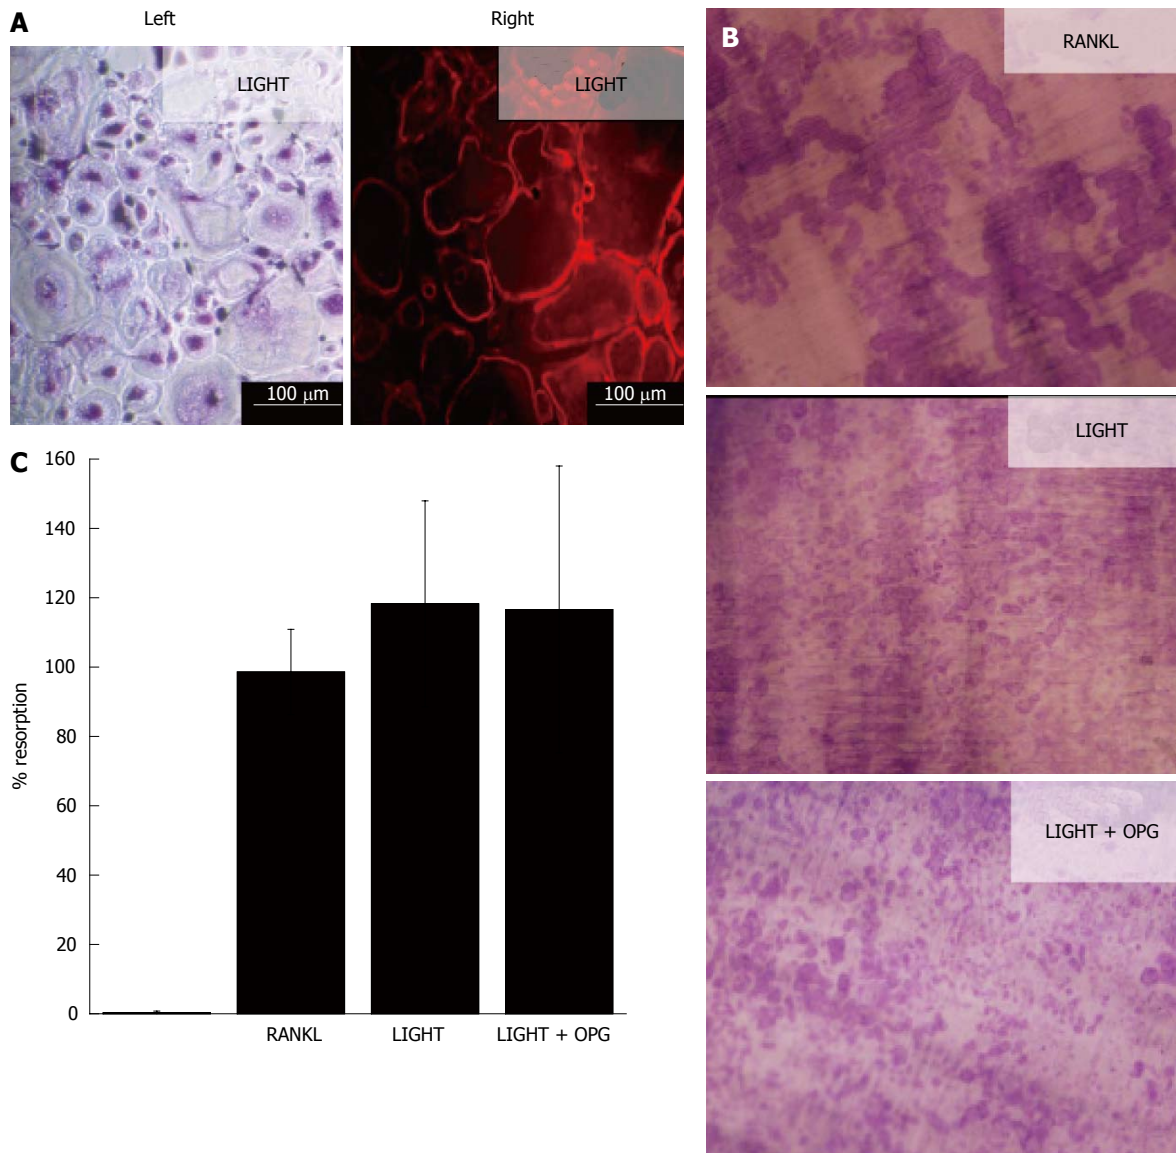 A
Left
Right
LIGHT
LIGHT
100 μm
100 μm
B
RANKL
LIGHT
LIGHT + OPG
C
160
140
120
100
80
60
40
20
0
% resorption
RANKL
LIGHT
LIGHT + OPG